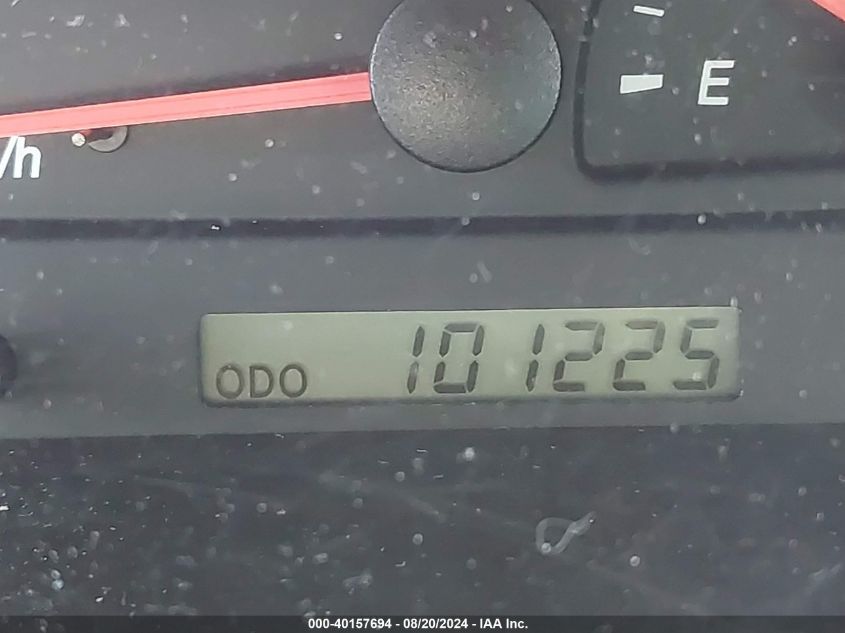 /h
E
ODO 101225
000-40157694 - 08/20/2024 - IAA Inc.